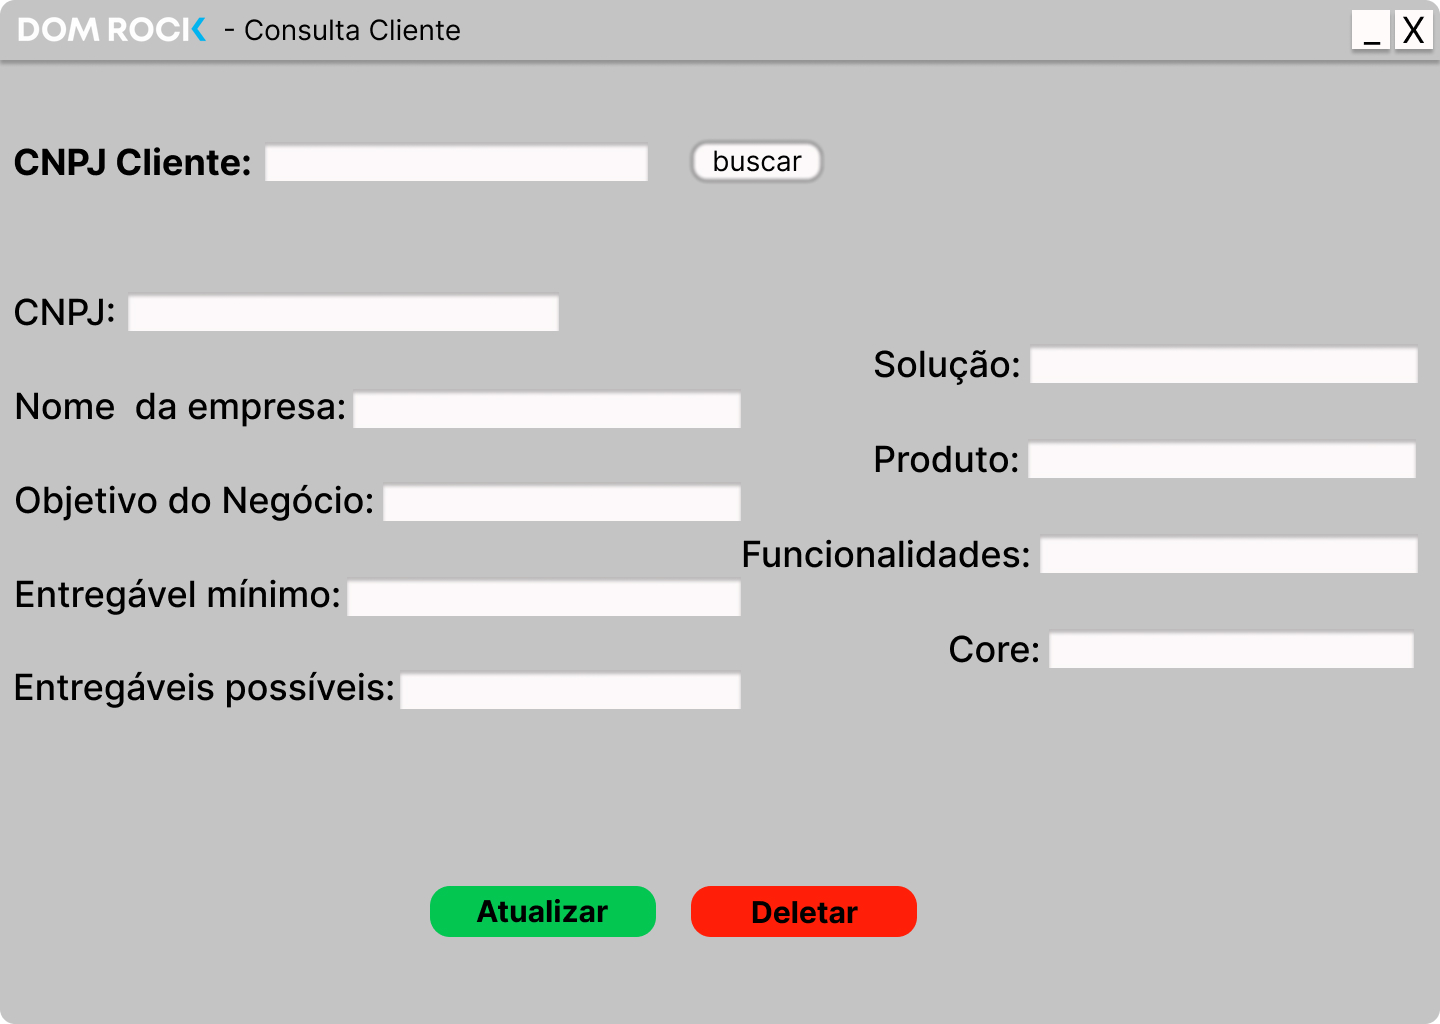 DOM ROCK - Consulta Cliente _ X
CNPJ Cliente: buscar
CNPJ:
Nome da empresa:
Objetivo do Negócio:
Entregável mínimo:
Entregáveis possíveis:
Solução:
Produto:
Funcionalidades:
Core:
Atualizar Deletar